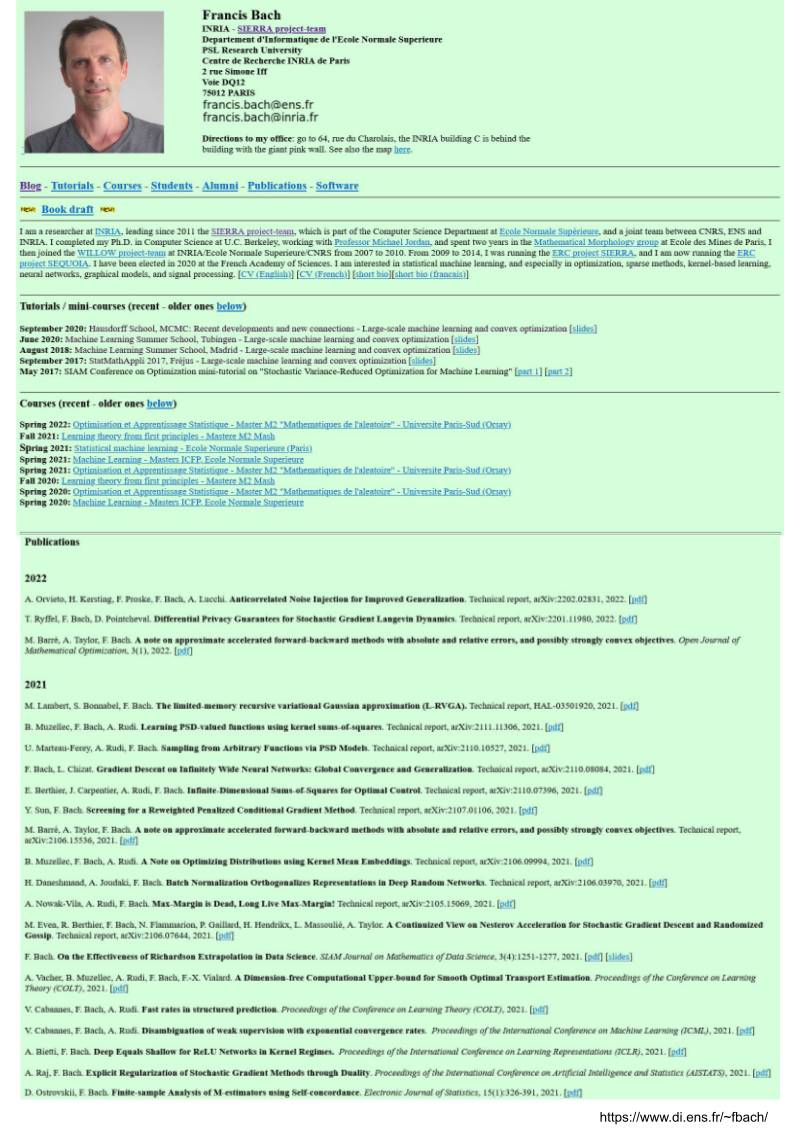 Francis Bach
INRIA - SIERRA project-team
Departement d'Informatique de l'Ecole Normale Superieure
PSL Research University
Centre de Recherche INRIA de Paris
2 rue Simone Iff
Voie DQ12
75012 PARIS
francis.bach@ens.fr
francis.bach@inria.fr
Directions to my office: go to 64, rue du Charolais, the INRIA building C is behind the
building with the giant pink wall. See also the map here.
Blog - Tutorials - Courses - Students - Alumni - Publications - Software
NEW Book draft NEW
I am a researcher at INRIA, leading since 2011 the SIERRA project-team, which is part of the Computer Science Department at Ecole Normale Supérieure, and a joint team between CNRS, ENS and
INRIA. I completed my Ph.D. in Computer Science at U.C. Berkeley, working with Professor Michael Jordan, and spent two years in the Mathematical Morphology group at Ecole des Mines de Paris, I
then joined the WILLOW project-team at INRIA/Ecole Normale Superieure/CNRS from 2007 to 2010. From 2009 to 2014, I was running the ERC project SIERRA, and I am now running the ERC
project SEQUOIA. I have been elected in 2020 at the French Academy of Sciences. I am interested in statistical machine learning, and especially in optimization, sparse methods, kernel-based learning,
neural networks, graphical models, and signal processing. [CV (English)] [CV (French)] [short bio][short bio (francais)]
Tutorials / mini-courses (recent - older ones below)
September 2020: Hausdorff School, MCMC: Recent developments and new connections - Large-scale machine learning and convex optimization [slides]
June 2020: Machine Learning Summer School, Tubingen - Large-scale machine learning and convex optimization [slides]
August 2018: Machine Learning Summer School, Madrid - Large-scale machine learning and convex optimization [slides]
September 2017: StatMathAppli 2017, Fréjus - Large-scale machine learning and convex optimization [slides]
May 2017: SIAM Conference on Optimization mini-tutorial on "Stochastic Variance-Reduced Optimization for Machine Learning" [part 1] [part 2]
Courses (recent - older ones below)
Spring 2022: Optimisation et Apprentissage Statistique - Master M2 "Mathematiques de l'aleatoire" - Universite Paris-Sud (Orsay)
Fall 2021: Learning theory from first principles - Mastere M2 Mash
Spring 2021: Statistical machine learning - Ecole Normale Superieure (Paris)
Spring 2021: Machine Learning - Masters ICFP, Ecole Normale Superieure
Spring 2021: Optimisation et Apprentissage Statistique - Master M2 "Mathematiques de l'aleatoire" - Universite Paris-Sud (Orsay)
Fall 2020: Learning theory from first principles - Mastere M2 Mash
Spring 2020: Optimisation et Apprentissage Statistique - Master M2 "Mathematiques de l'aleatoire" - Universite Paris-Sud (Orsay)
Spring 2020: Machine Learning - Masters ICFP, Ecole Normale Superieure
Publications
2022
A. Orvieto, H. Kersting, F. Proske, F. Bach, A. Lucchi. Anticorrelated Noise Injection for Improved Generalization. Technical report, arXiv:2202.02831, 2022. [pdf]
T. Ryffel, F. Bach, D. Pointcheval. Differential Privacy Guarantees for Stochastic Gradient Langevin Dynamics. Technical report, arXiv:2201.11980, 2022. [pdf]
M. Barré, A. Taylor, F. Bach. A note on approximate accelerated forward-backward methods with absolute and relative errors, and possibly strongly convex objectives. Open Journal of
Mathematical Optimization, 3(1), 2022. [pdf]
2021
M. Lambert, S. Bonnabel, F. Bach. The limited-memory recursive variational Gaussian approximation (L-RVGA). Technical report, HAL-03501920, 2021. [pdf]
B. Muzellec, F. Bach, A. Rudi. Learning PSD-valued functions using kernel sums-of-squares. Technical report, arXiv:2111.11306, 2021. [pdf]
U. Marteau-Ferey, A. Rudi, F. Bach. Sampling from Arbitrary Functions via PSD Models. Technical report, arXiv:2110.10527, 2021. [pdf]
F. Bach, L. Chizat. Gradient Descent on Infinitely Wide Neural Networks: Global Convergence and Generalization. Technical report, arXiv:2110.08084, 2021. [pdf]
E. Berthier, J. Carpentier, A. Rudi, F. Bach. Infinite-Dimensional Sums-of-Squares for Optimal Control. Technical report, arXiv:2110.07396, 2021. [pdf]
Y. Sun, F. Bach. Screening for a Reweighted Penalized Conditional Gradient Method. Technical report, arXiv:2107.01106, 2021. [pdf]
M. Barré, A. Taylor, F. Bach. A note on approximate accelerated forward-backward methods with absolute and relative errors, and possibly strongly convex objectives. Technical report,
arXiv:2106.15536, 2021. [pdf]
B. Muzellec, F. Bach, A. Rudi. A Note on Optimizing Distributions using Kernel Mean Embeddings. Technical report, arXiv:2106.09994, 2021. [pdf]
H. Daneshmand, A. Joudaki, F. Bach. Batch Normalization Orthogonalizes Representations in Deep Random Networks. Technical report, arXiv:2106.03970, 2021. [pdf]
A. Nowak-Vila, A. Rudi, F. Bach. Max-Margin is Dead, Long Live Max-Margin! Technical report, arXiv:2105.15069, 2021. [pdf]
M. Even, R. Berthier, F. Bach, N. Flammarion, P. Gaillard, H. Hendrikx, L. Massoulié, A. Taylor. A Continuized View on Nesterov Acceleration for Stochastic Gradient Descent and Randomized
Gossip. Technical report, arXiv:2106.07644, 2021. [pdf]
F. Bach. On the Effectiveness of Richardson Extrapolation in Data Science. SIAM Journal on Mathematics of Data Science, 3(4):1251-1277, 2021. [pdf] [slides]
A. Vacher, B. Muzellec, A. Rudi, F. Bach, F.-X. Vialard. A Dimension-free Computational Upper-bound for Smooth Optimal Transport Estimation. Proceedings of the Conference on Learning
Theory (COLT), 2021. [pdf]
V. Cabannes, F. Bach, A. Rudi. Fast rates in structured prediction. Proceedings of the Conference on Learning Theory (COLT), 2021. [pdf]
V. Cabannes, F. Bach, A. Rudi. Disambiguation of weak supervision with exponential convergence rates. Proceedings of the International Conference on Machine Learning (ICML), 2021. [pdf]
A. Bietti, F. Bach. Deep Equals Shallow for ReLU Networks in Kernel Regimes. Proceedings of the International Conference on Learning Representations (ICLR), 2021. [pdf]
A. Raj, F. Bach. Explicit Regularization of Stochastic Gradient Methods through Duality. Proceedings of the International Conference on Artificial Intelligence and Statistics (AISTATS), 2021. [pdf]
D. Ostrovskii, F. Bach. Finite-sample Analysis of M-estimators using Self-concordance. Electronic Journal of Statistics, 15(1):326-391, 2021. [pdf]
https://www.di.ens.fr/~fbach/